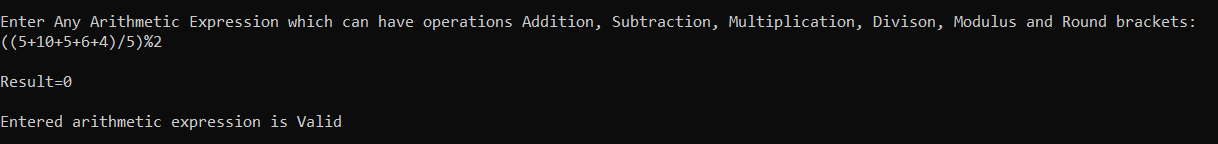 Enter Any Arithmetic Expression which can have operations Addition, Subtraction, Multiplication, Divison, Modulus and Round brackets:
((5+10+5+6+4)/5)%2
Result=0
Entered arithmetic expression is Valid